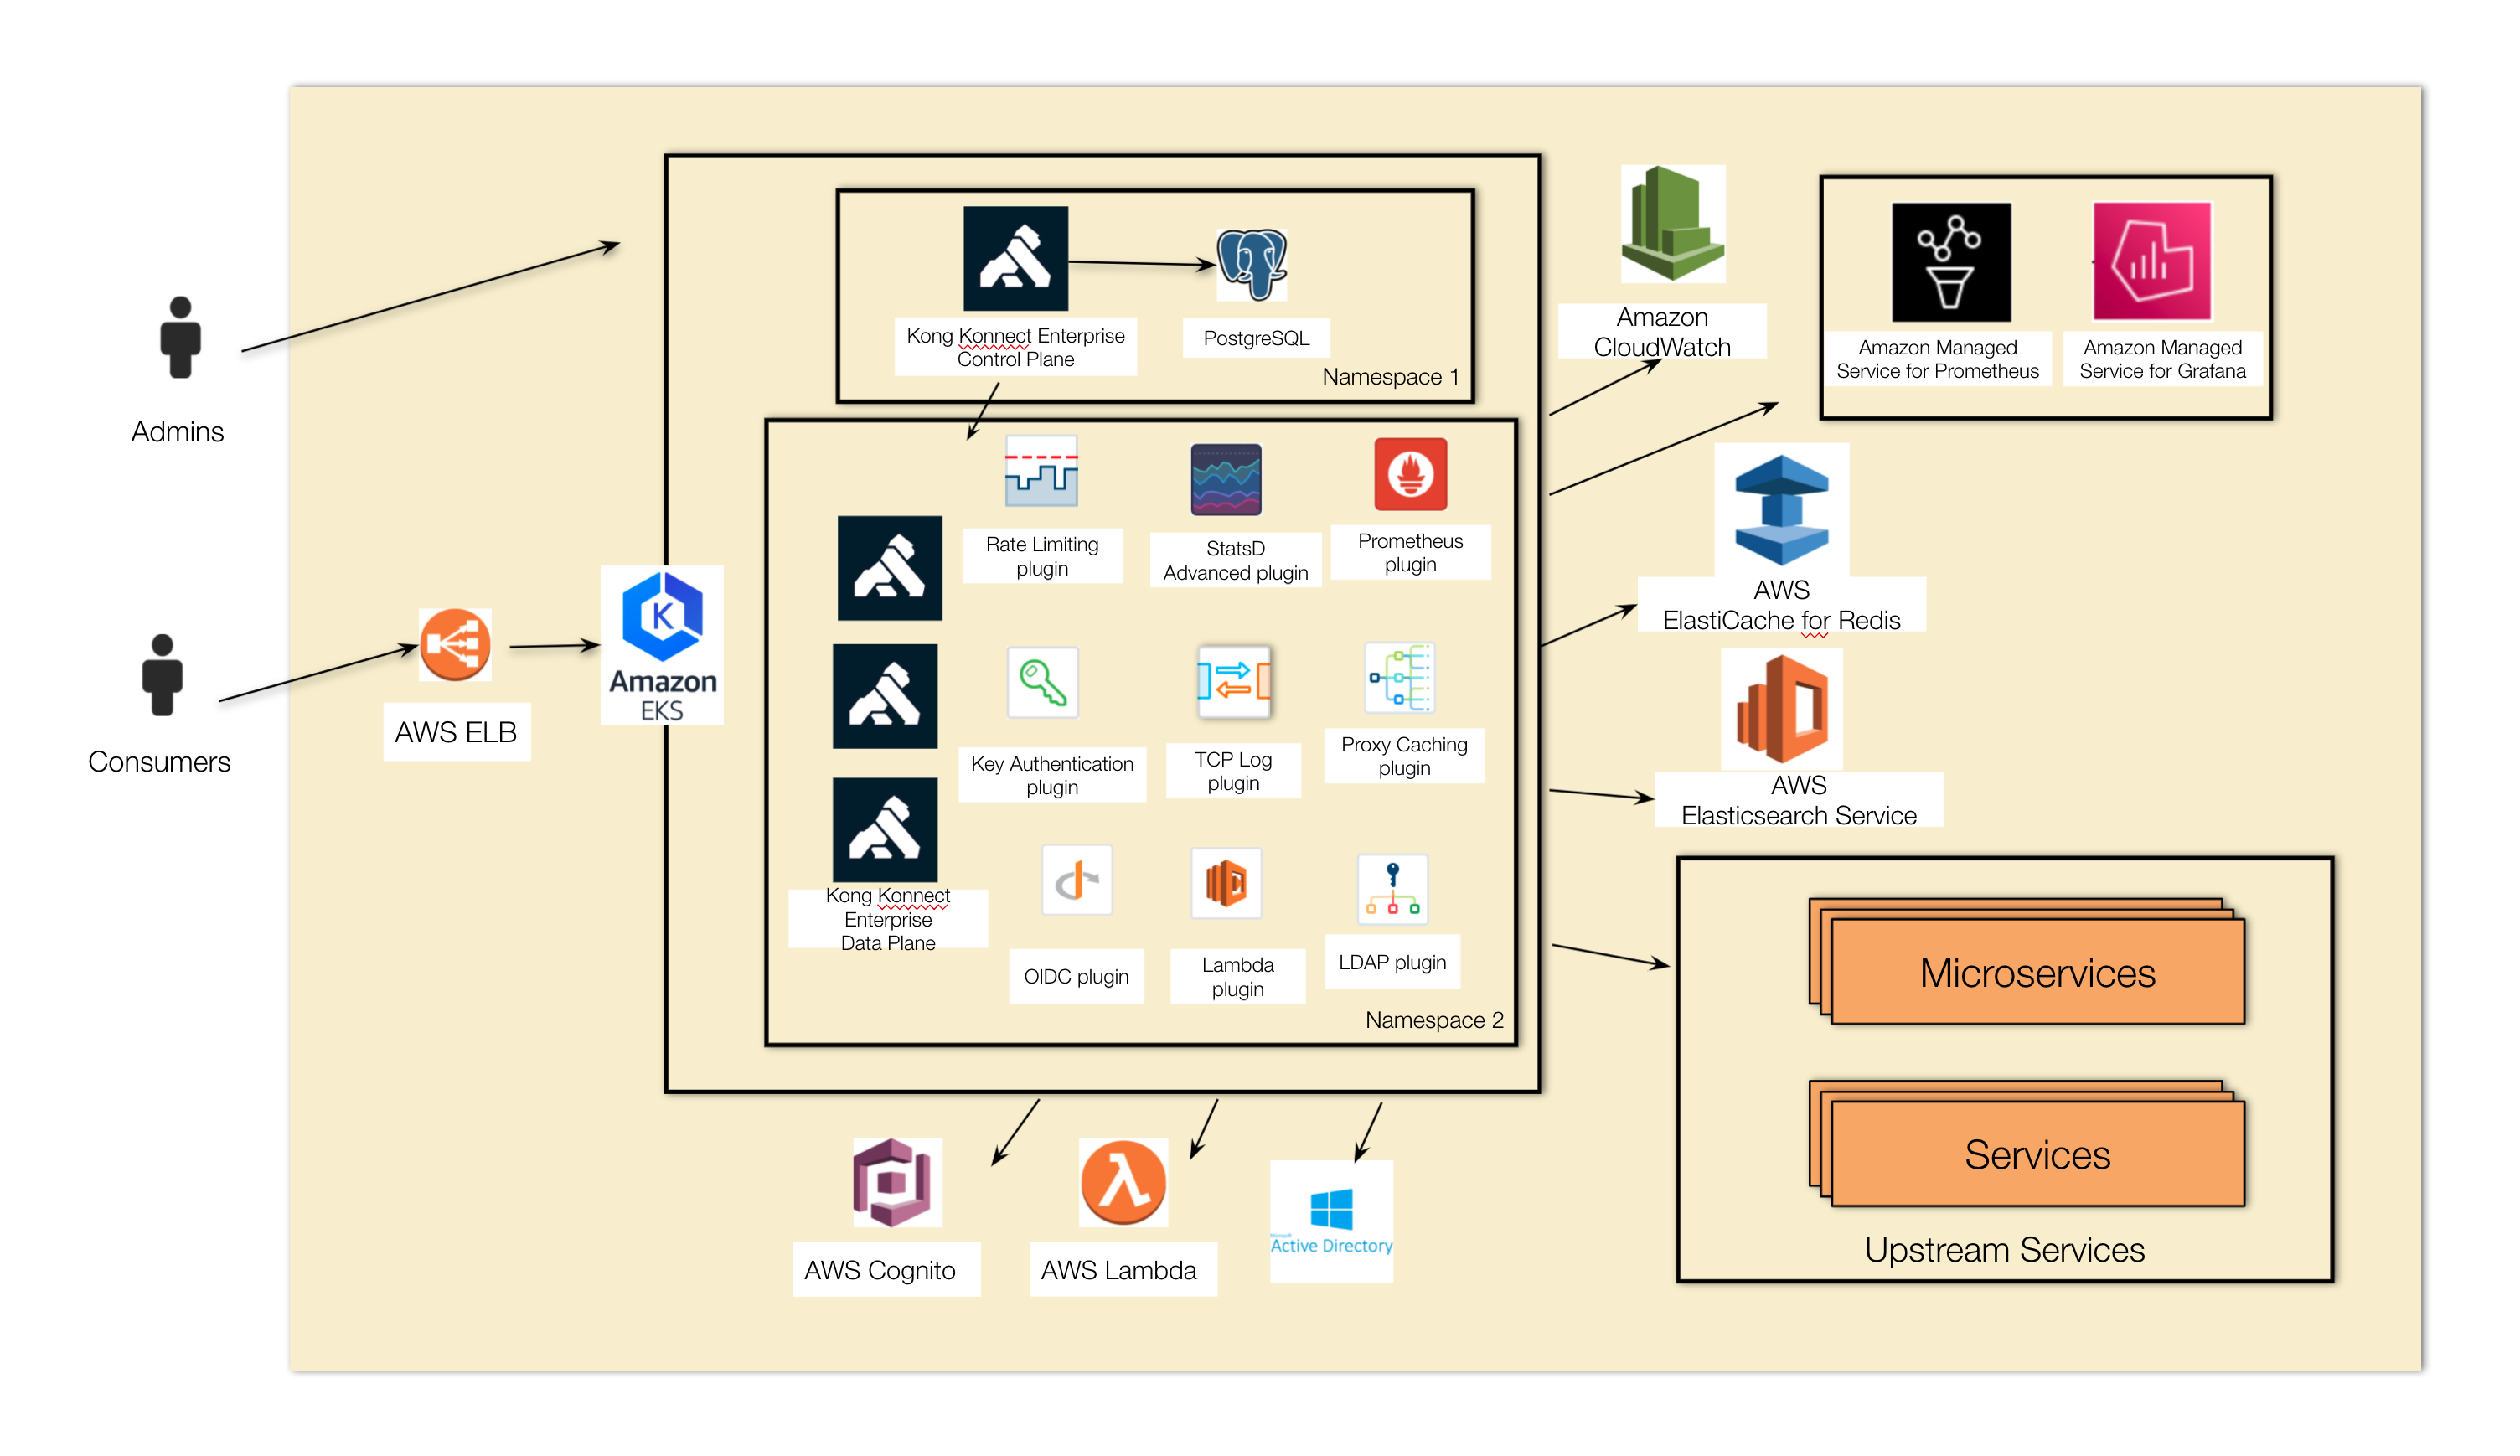 Admins
Consumers
AWS ELB
K
Amazon
EKS
Kong Konnect Enterprise
Control Plane
PostgreSQL
Namespace 1
Rate Limiting
plugin
StatsD
Advanced plugin
Prometheus
plugin
Key Authentication
plugin
TCP Log
plugin
Proxy Caching
plugin
Kong Konnect
Enterprise
Data Plane
OIDC plugin
Lambda
plugin
LDAP plugin
Namespace 2
Amazon
CloudWatch
Amazon Managed
Service for Prometheus
Amazon Managed
Service for Grafana
AWS
ElastiCache for Redis
AWS
Elasticsearch Service
Microservices
Services
Upstream Services
AWS Cognito
AWS Lambda
Microsoft
Active Directory